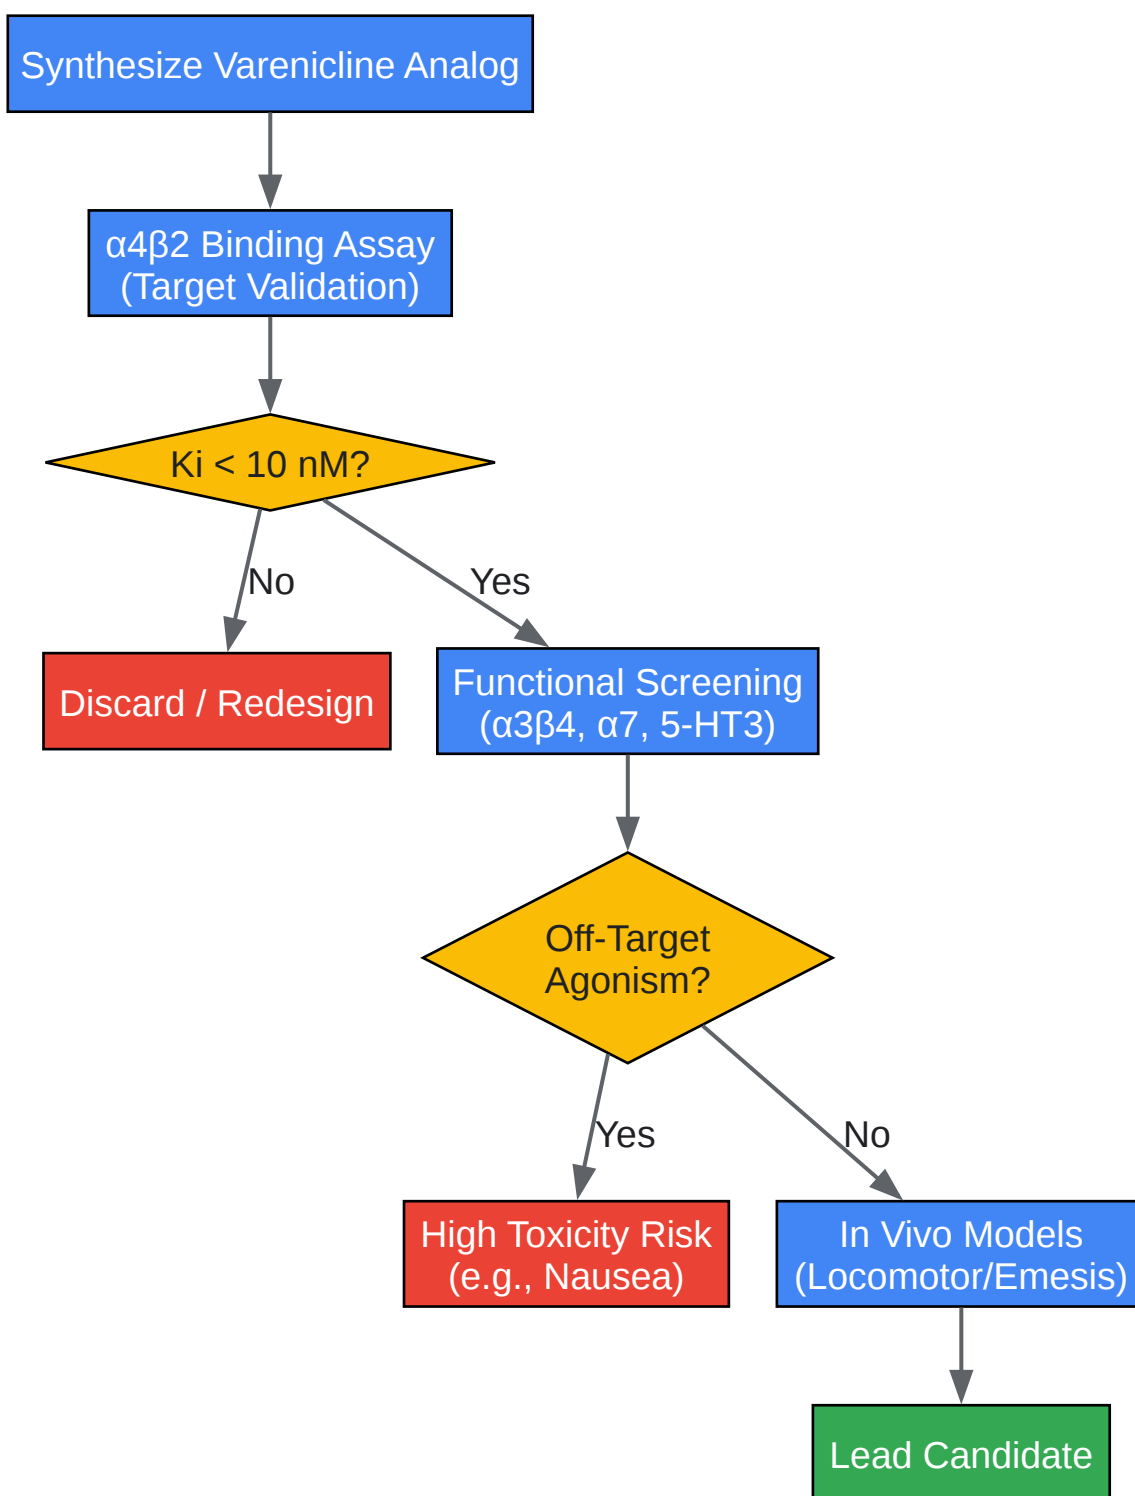 Synthesize Varenicline Analog
α4β2 Binding Assay
(Target Validation)
Ki < 10 nM?
No
Yes
Discard / Redesign
Functional Screening
(α3β4, α7, 5-HT3)
Off-Target
Agonism?
Yes
No
High Toxicity Risk
(e.g., Nausea)
In Vivo Models
(Locomotor/Emesis)
Lead Candidate